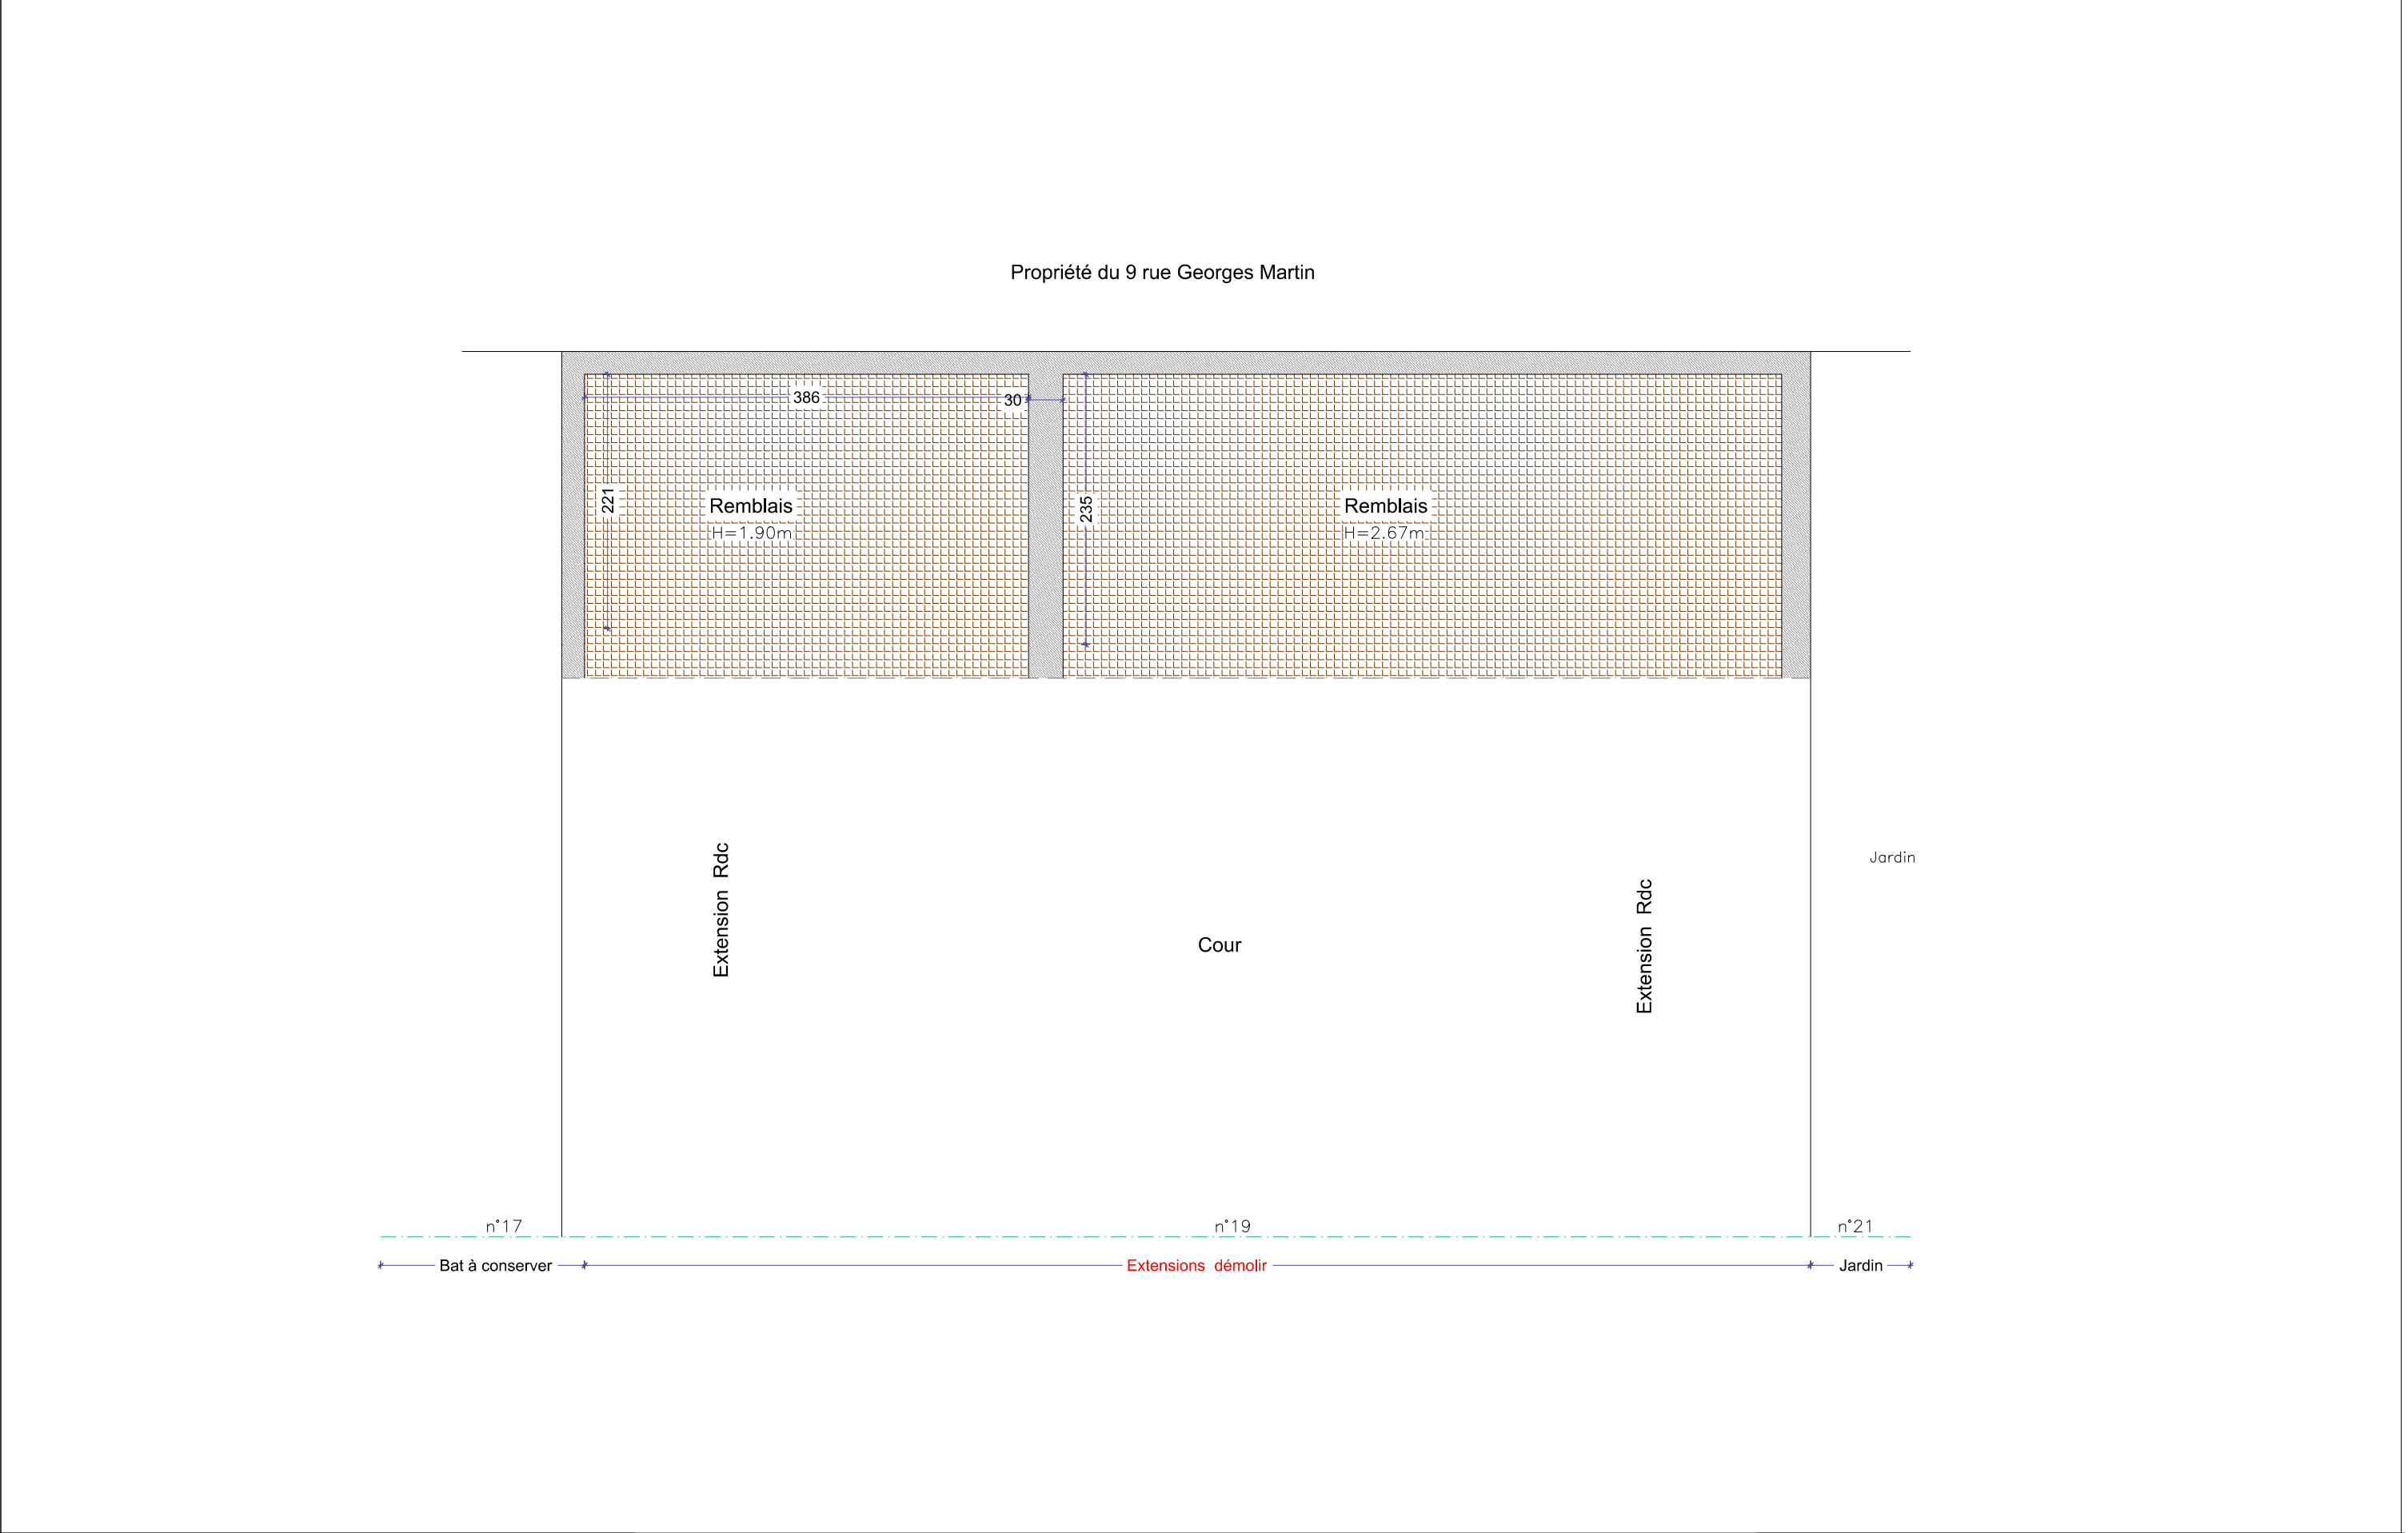 Propriété du 9 rue Georges Martin
386
30
221
Remblais
H=1.90m
235
Remblais
H=2.67m
Extension Rdc
Cour
Extension Rdc
Jardin
n°17
n°19
n°21
Bat à conserver
Extensions démolir
Jardin